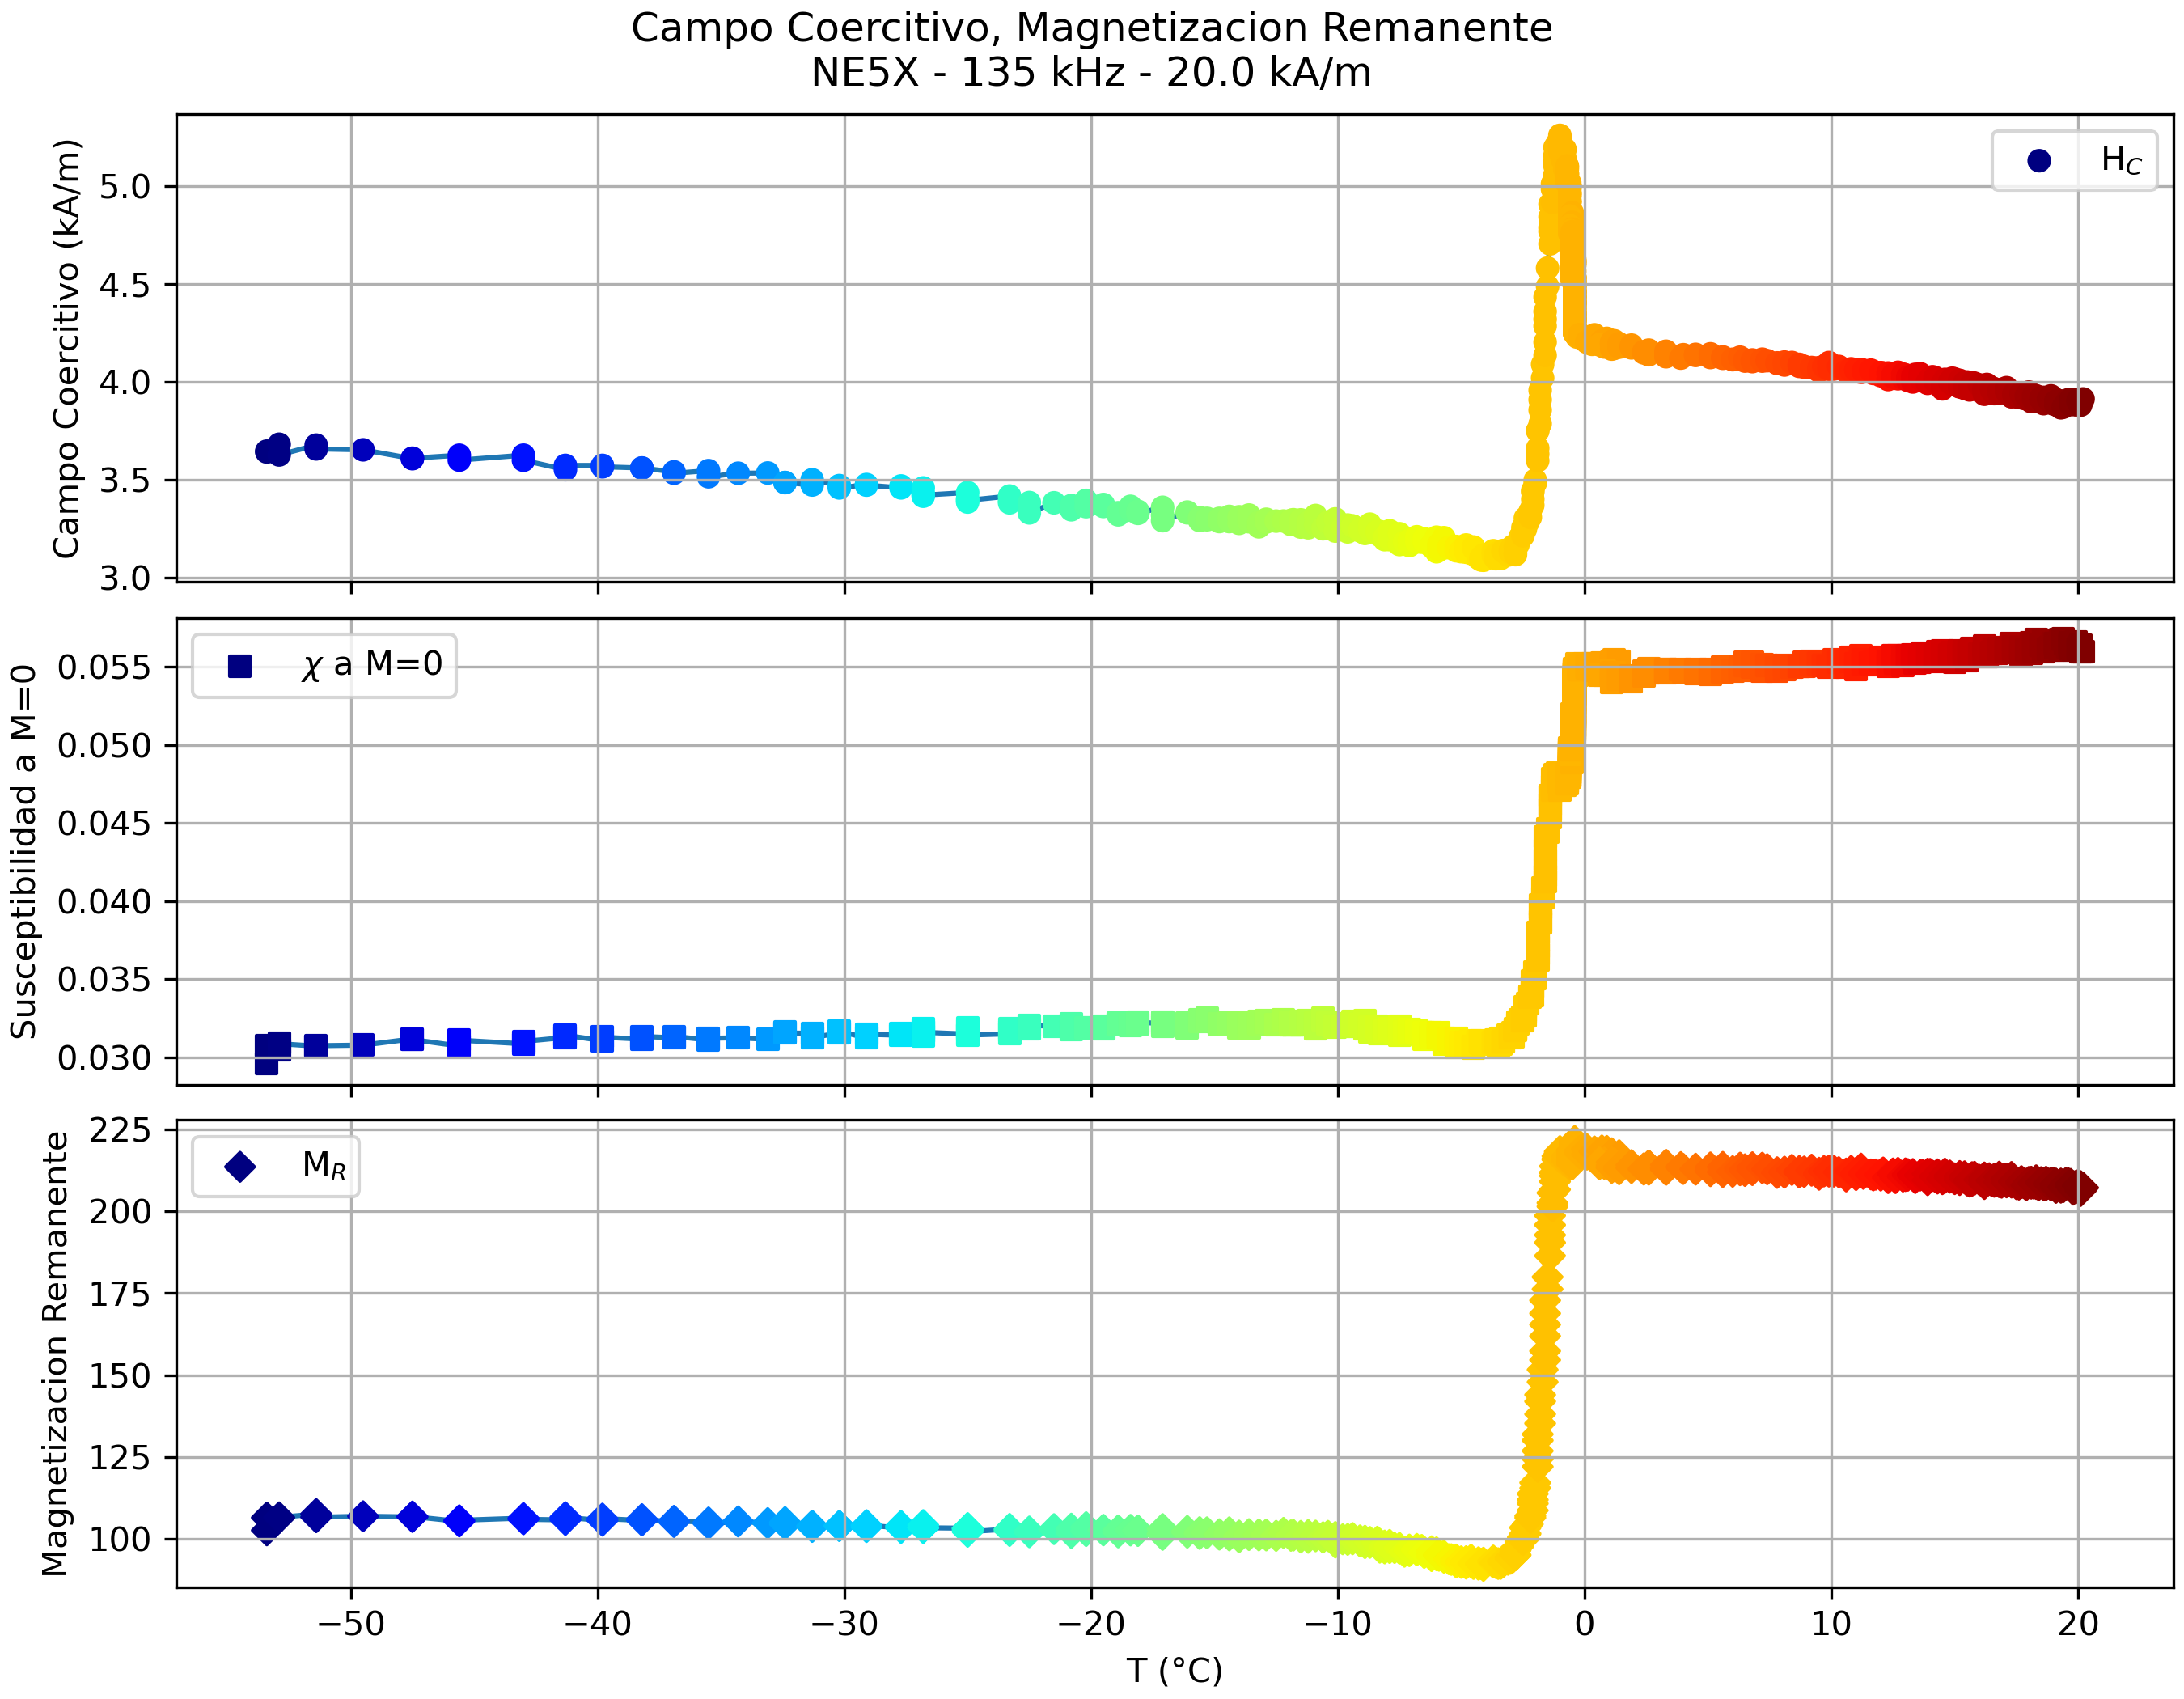 Campo Coercitivo, Magnetizacion Remanente
NE5X - 135 kHz - 20.0 kA/m
Campo Coercitivo (kA/m)
5.0
4.5
4.0
3.5
3.0
H_C
Susceptibilidad a M=0
0.055
0.050
0.045
0.040
0.035
0.030
χ a M=0
Magnetizacion Remanente
225
200
175
150
125
100
M_R
−50 −40 −30 −20 −10 0 10 20
T (°C)